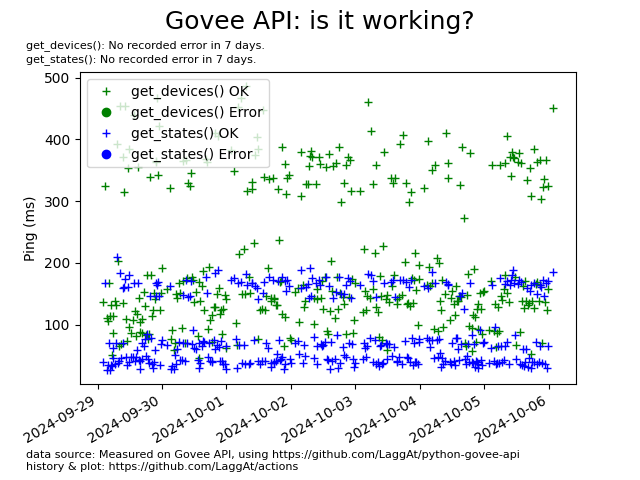 Govee API: is it working?
get_devices(): No recorded error in 7 days.
get_states(): No recorded error in 7 days.
500
400
300
200
100
Ping (ms)
get_devices() OK
get_devices() Error
get_states() OK
get_states() Error
2024-09-29
2024-09-30
2024-10-01
2024-10-02
2024-10-03
2024-10-04
2024-10-05
2024-10-06
data source: Measured on Govee API, using https://github.com/LaggAt/python-govee-api
history & plot: https://github.com/LaggAt/actions